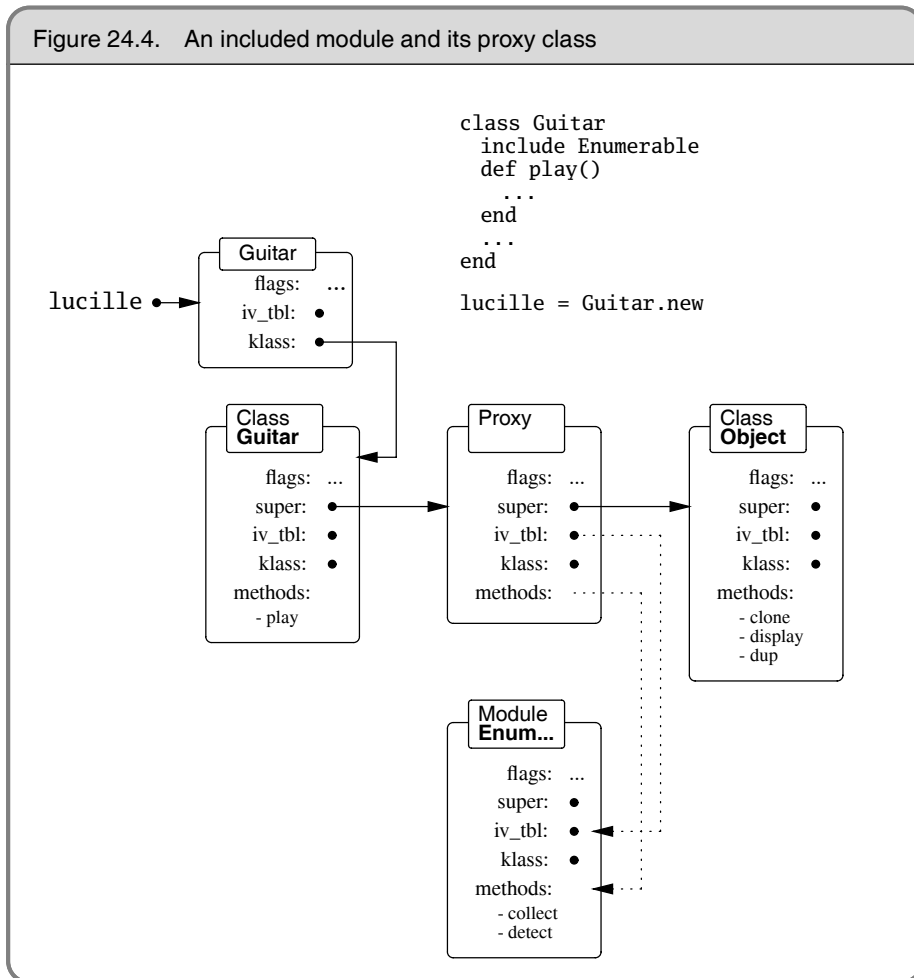 Figure 24.4. An included module and its proxy class
class Guitar
include Enumerable
def play()
...
end
...
end
lucille = Guitar.new
lucille
Guitar
flags: ...
iv_tbl:
klass:
Class
Guitar
flags: ...
super:
iv_tbl:
klass:
methods:
- play
Proxy
flags: ...
super:
iv_tbl:
klass:
methods:
Class
Object
flags: ...
super:
iv_tbl:
klass:
methods:
- clone
- display
- dup
Module
Enum...
flags: ...
super:
iv_tbl:
klass:
methods:
- collect
- detect